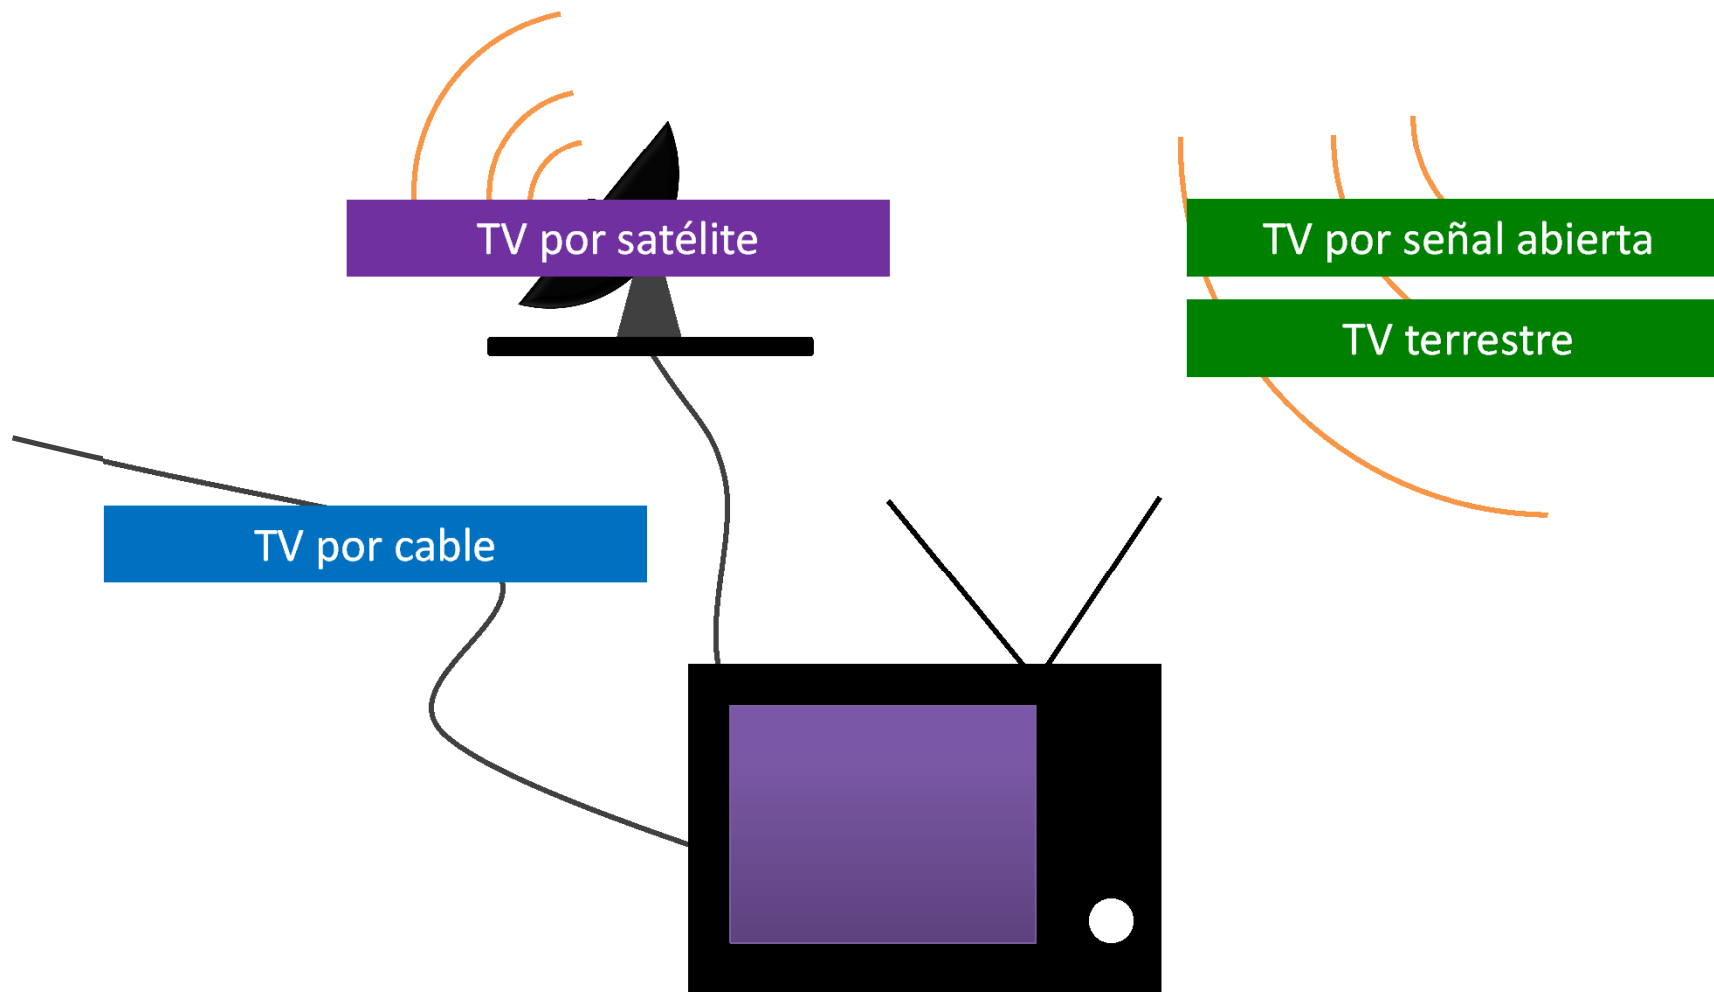 TV por satélite
TV por señal abierta
TV terrestre
TV por cable